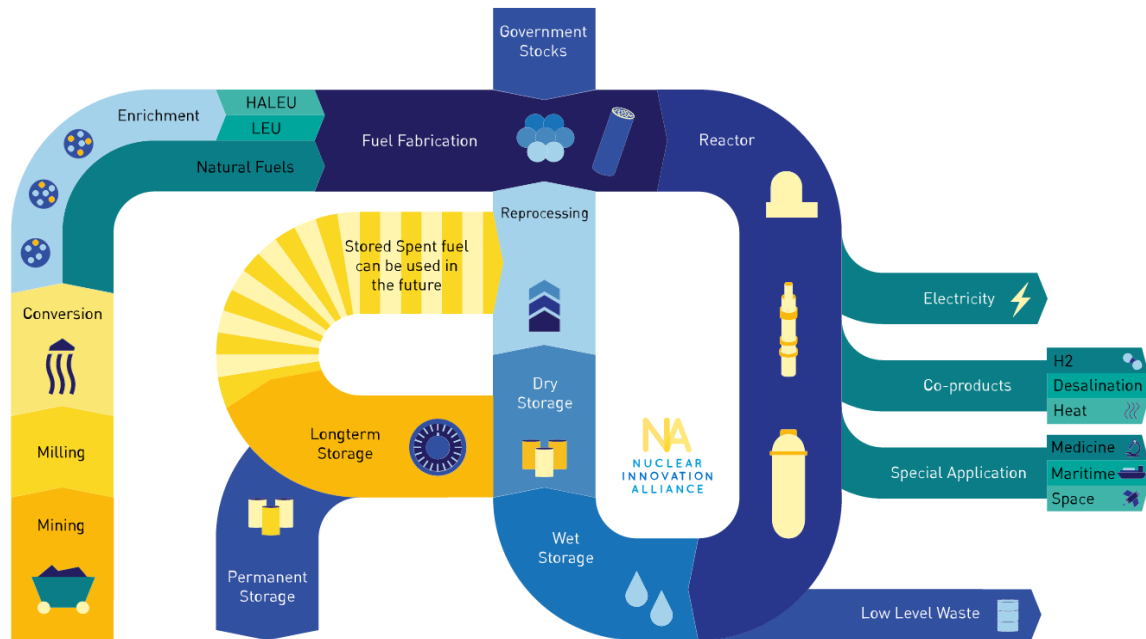 Government
Stocks
Enrichment
HALEU
LEU
Natural Fuels
Fuel Fabrication
Reactor
Reprocessing
Stored Spent fuel
can be used in
the future
Conversion
Milling
Mining
Dry
Storage
Longterm
Storage
Permanent
Storage
Wet
Storage
NIA
NUCLEAR
INNOVATION
ALLIANCE
Electricity
Co-products
H2
Desalination
Heat
Special Application
Medicine
Maritime
Space
Low Level Waste